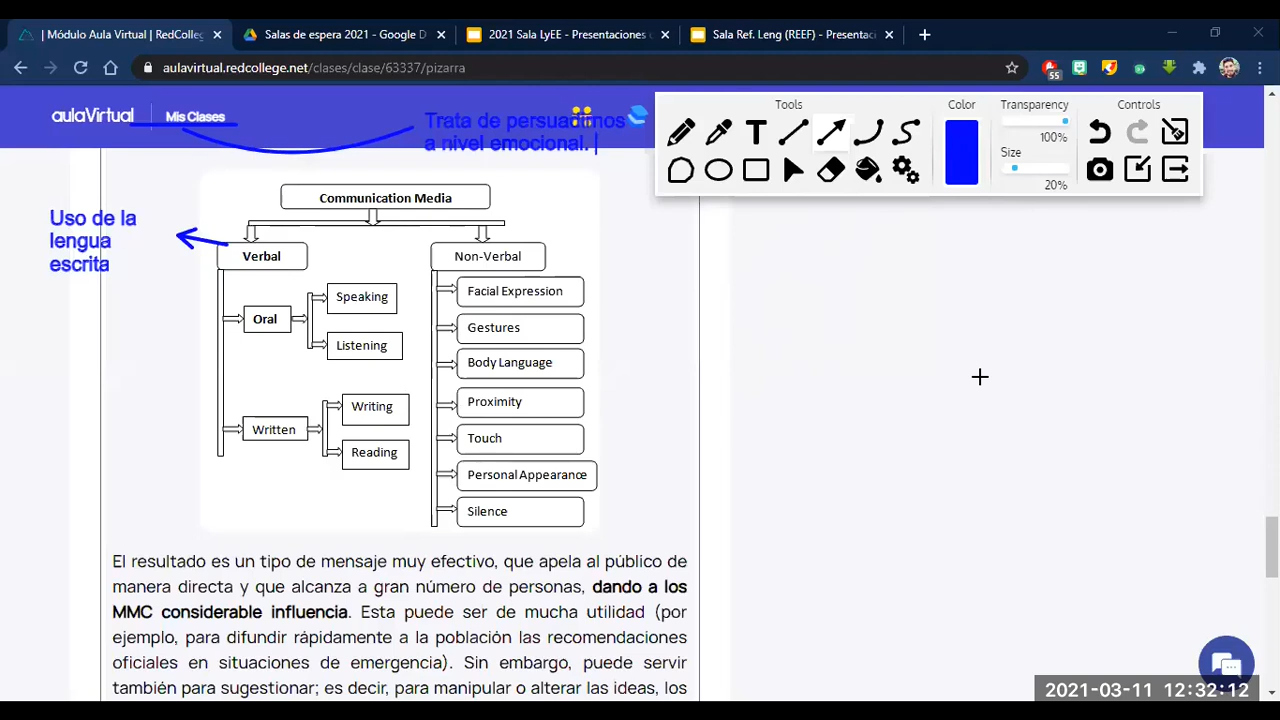 | Módulo Aula Virtual | RedColleg
Salas de espera 2021 - Google D
2021 Sala LyEE - Presentaciones
Sala Ref. Leng (REEF) - Presentaci
aulavirtual.redcollege.net/clases/clase/63337/pizarra
55
aulaVirtual
Mis Clases
Trata de persuadirnos
a nivel emocional.
Tools
Color
Transparency
100%
Size
20%
Controls
Uso de la
lengua
escrita
Communication Media
Verbal
Non-Verbal
Oral
Speaking
Listening
Written
Writing
Reading
Facial Expression
Gestures
Body Language
Proximity
Touch
Personal Appearance
Silence
El resultado es un tipo de mensaje muy efectivo, que apela al público de
manera directa y que alcanza a gran número de personas, dando a los
MMC considerable influencia. Esta puede ser de mucha utilidad (por
ejemplo, para difundir rápidamente a la población las recomendaciones
oficiales en situaciones de emergencia). Sin embargo, puede servir
también para sugestionar; es decir, para manipular o alterar las ideas, los
2021-03-11 12:32:12